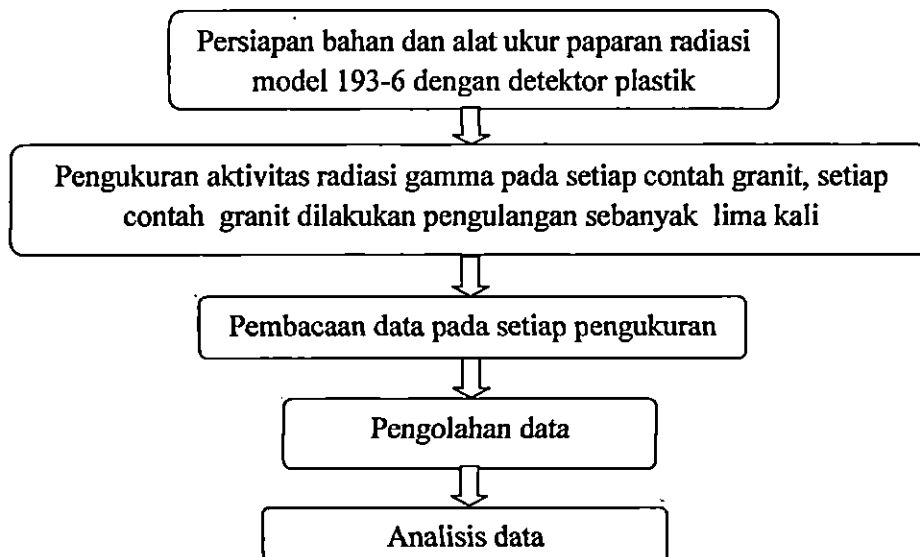 Persiapan bahan dan alat ukur paparan radiasi
model 193-6 dengan detektor plastik
Pengukuran aktivitas radiasi gamma pada setiap contah granit, setiap
contah granit dilakukan pengulangan sebanyak lima kali
Pembacaan data pada setiap pengukuran
Pengolahan data
Analisis data